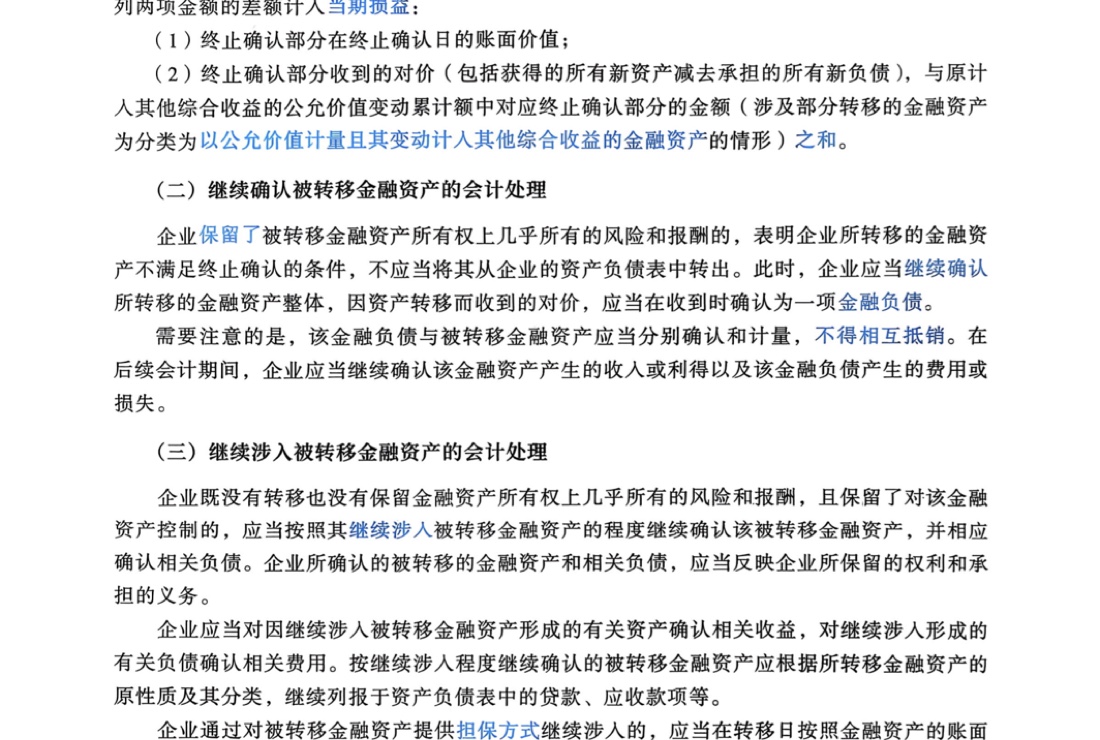 列两项金额的差额计入当期损益：
（1）终止确认部分在终止确认日的账面价值；
（2）终止确认部分收到的对价（包括获得的所有新资产减去承担的所有新负债），与原计
入其他综合收益的公允价值变动累计额中对应终止确认部分的金额（涉及部分转移的金融资产
为分类为以公允价值计量且其变动计入其他综合收益的金融资产的情形）之和。
（二）继续确认被转移金融资产的会计处理
企业保留了被转移金融资产所有权上几乎所有的风险和报酬的，表明企业所转移的金融资
产不满足终止确认的条件，不应当将其从企业的资产负债表中转出。此时，企业应当继续确认
所转移的金融资产整体，因资产转移而收到的对价，应当在收到时确认为一项金融负债。
需要注意的是，该金融负债与被转移金融资产应当分别确认和计量，不得相互抵销。在
后续会计期间，企业应当继续确认该金融资产产生的收入或利得以及该金融负债产生的费用或
损失。
（三）继续涉入被转移金融资产的会计处理
企业既没有转移也没有保留金融资产所有权上几乎所有的风险和报酬，且保留了对该金融
资产控制的，应当按照其继续涉入被转移金融资产的程度继续确认该被转移金融资产，并相应
确认相关负债。企业所确认的被转移的金融资产和相关负债，应当反映企业所保留的权利和承
担的义务。
企业应当对因继续涉入被转移金融资产形成的有关资产确认相关收益，对继续涉入形成的
有关负债确认相关费用。按继续涉入程度继续确认的被转移金融资产应根据所转移金融资产的
原性质及其分类，继续列报于资产负债表中的贷款、应收款项等。
企业通过对被转移金融资产提供担保方式继续涉入的，应当在转移日按照金融资产的账面